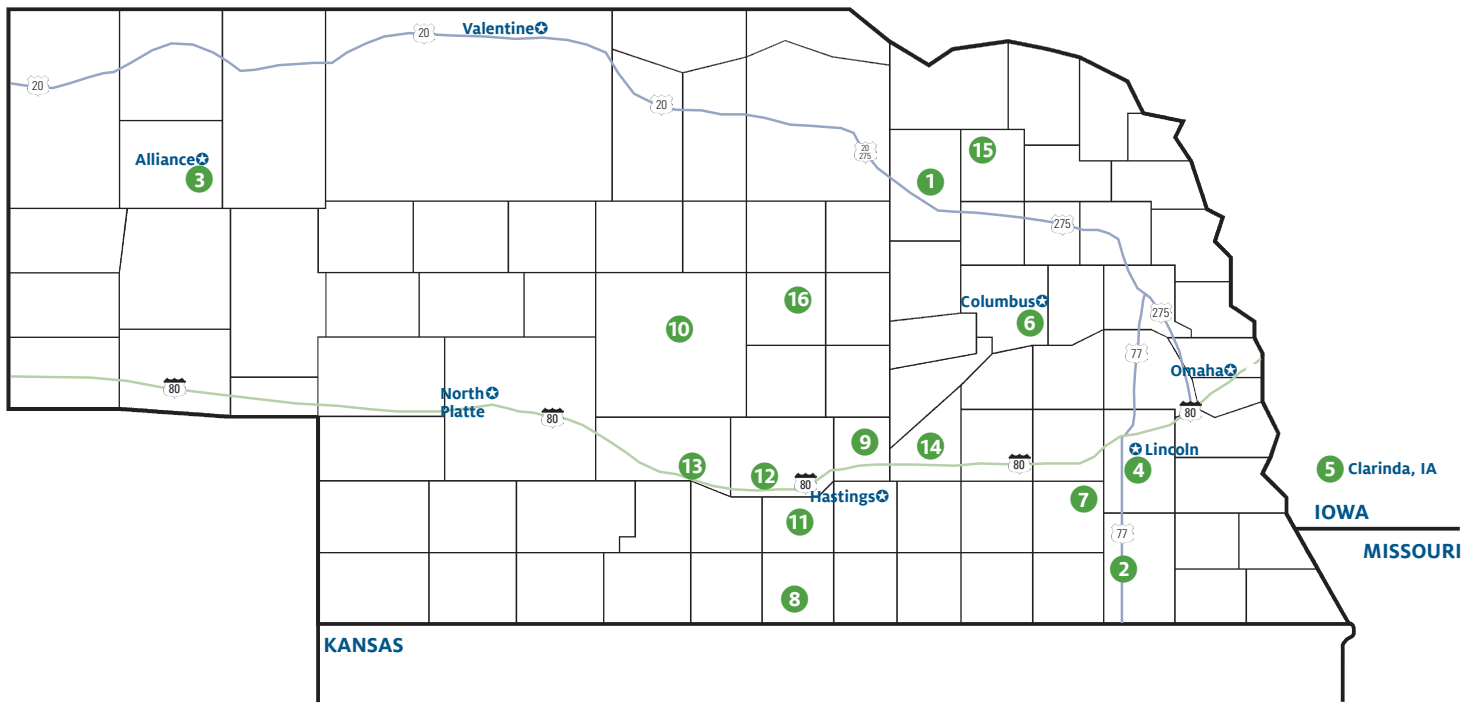 Valentine
20
20
20
20
275
Alliance
3
15
1
275
16
10
Columbus
6
275
77
Omaha
80
North
Platte
80
80
9
14
80
Lincoln
4
5 Clarinda, IA
13
12
80
Hastings
7
11
IOWA
MISSOURI
77
2
8
KANSAS